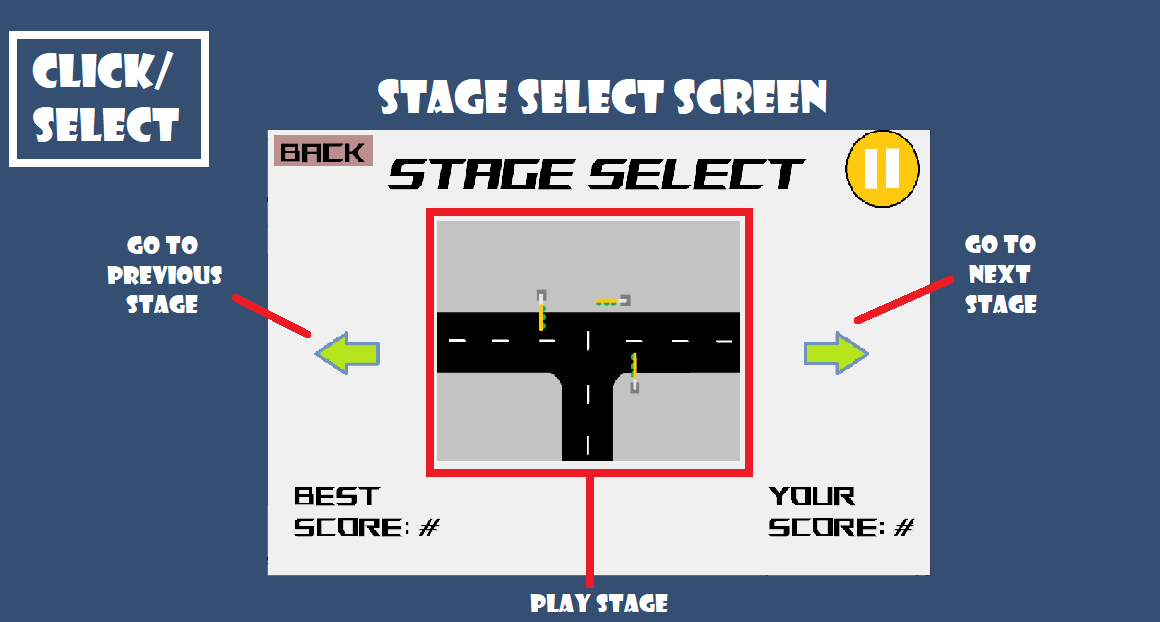 CLICK/
SELECT
STAGE SELECT SCREEN
BACK
STAGE SELECT
GO TO
PREVIOUS
STAGE
GO TO
NEXT
STAGE
BEST
SCORE: #
YOUR
SCORE: #
PLAY STAGE